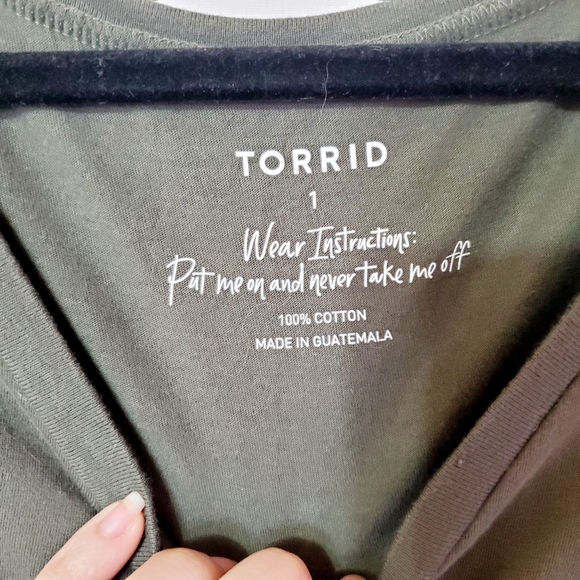 TORRID
1
Wear Instructions:
Put me on and never take me off
100% COTTON
MADE IN GUATEMALA